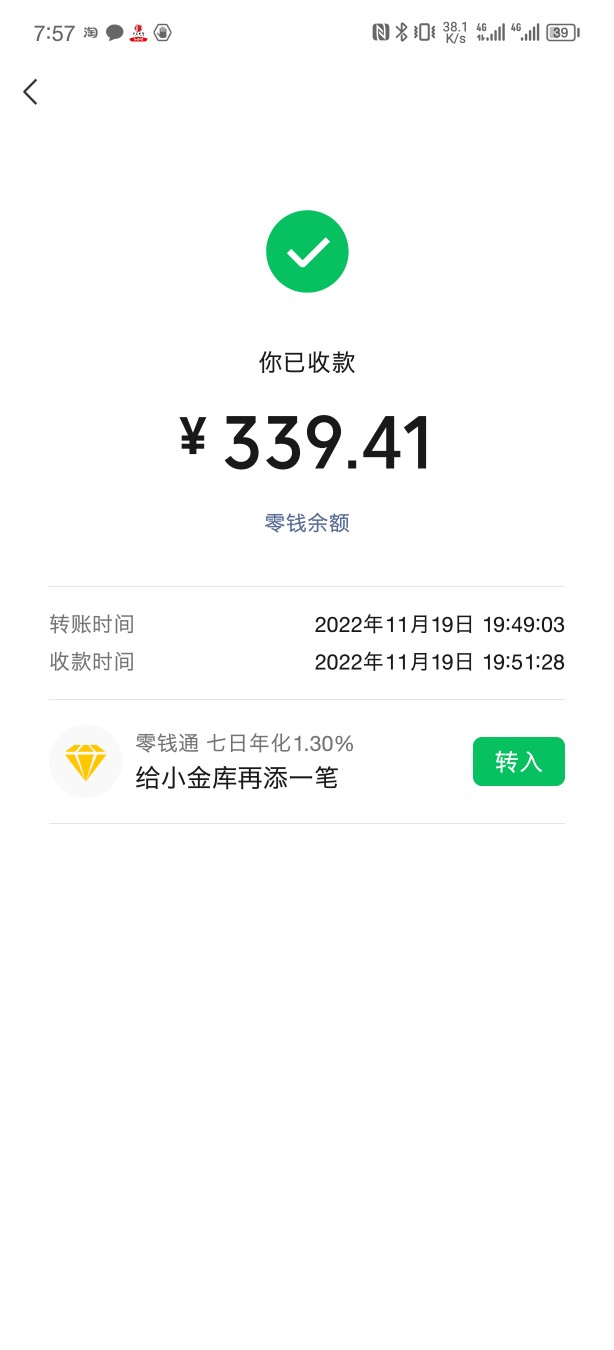 7:57 淘 38.1 K/s 4G 4G 39
你已收款
¥ 339.41
零钱余额
转账时间 2022年11月19日 19:49:03
收款时间 2022年11月19日 19:51:28
零钱通 七日年化1.30%
给小金库再添一笔
转入